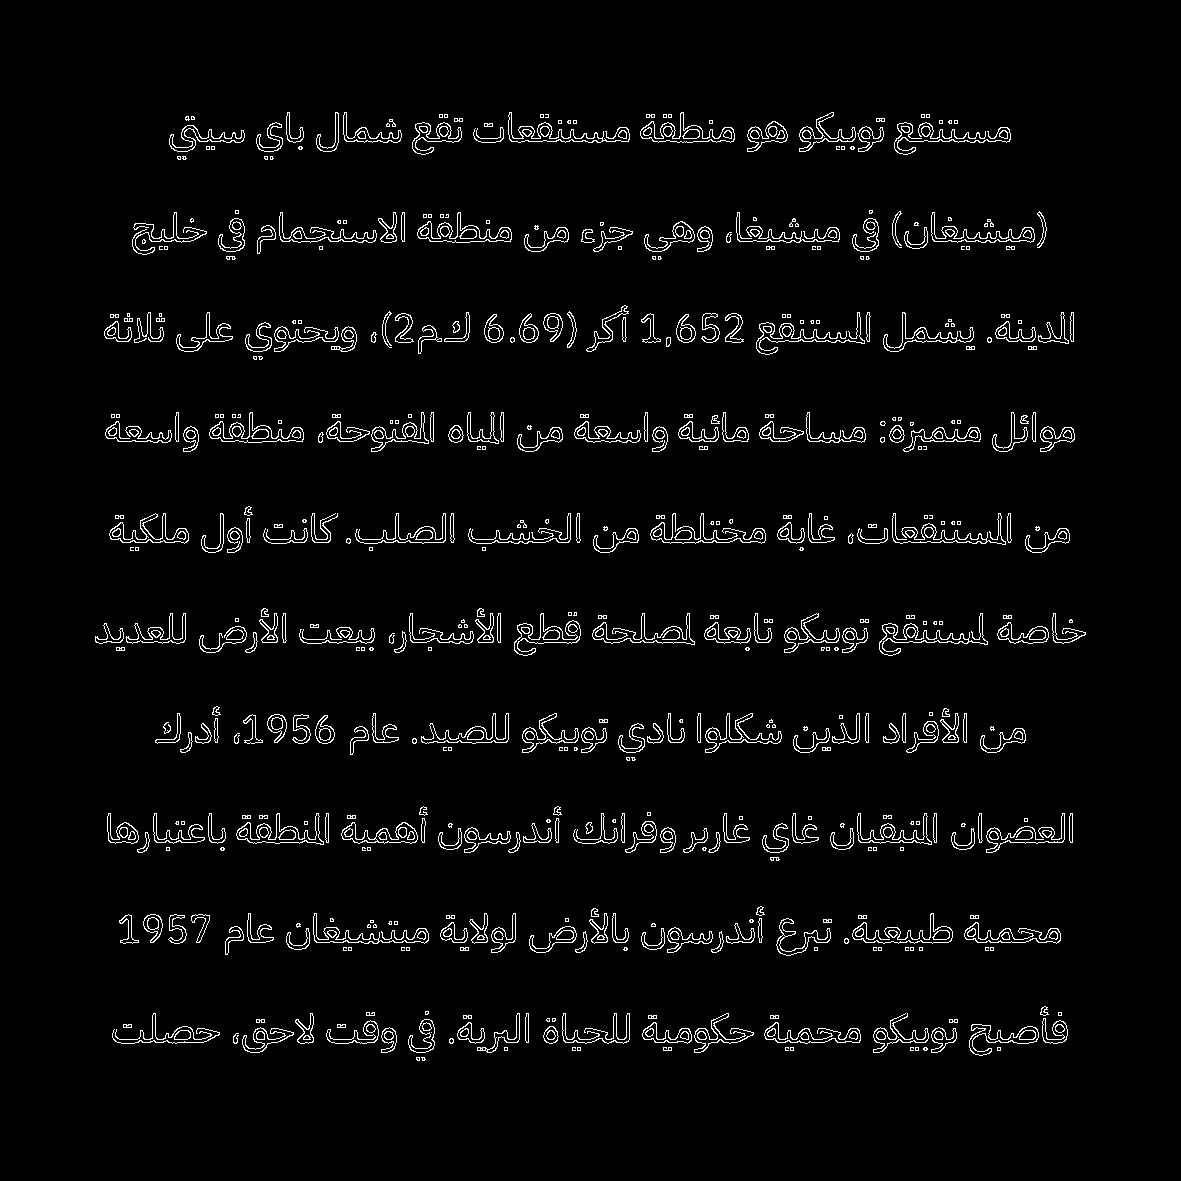 مستنقع توبيكو هو منطقة مستنقعات تقع شمال باي سيتي
(ميشيغان) في ميشيغا، وهي جزء من منطقة الاستجمام في خليج
المدينة. يشمل المستنقع 1,652 أكر (6.69 ك.م2)، ويحتوي على ثلاثة
موائل متميزة: مساحة مائية واسعة من المياه المفتوحة، منطقة واسعة
من المستنقعات، غابة مختلطة من الخشب الصلب. كانت أول ملكية
خاصة لمستنقع توبيكو تابعة لمصلحة قطع الأشجار، بيعت الأرض للعديد
من الأفراد الذين شكلوا نادي توبيكو للصيد. عام 1956، أدرك
العضوان المتبقيان غاي غاربر وفرانك أندرسون أهمية المنطقة باعتبارها
محمية طبيعية. تبرع أندرسون بالأرض لولاية ميتشيغان عام 1957
فأصبح توبيكو محمية حكومية للحياة البرية. في وقت لاحق، حصلت